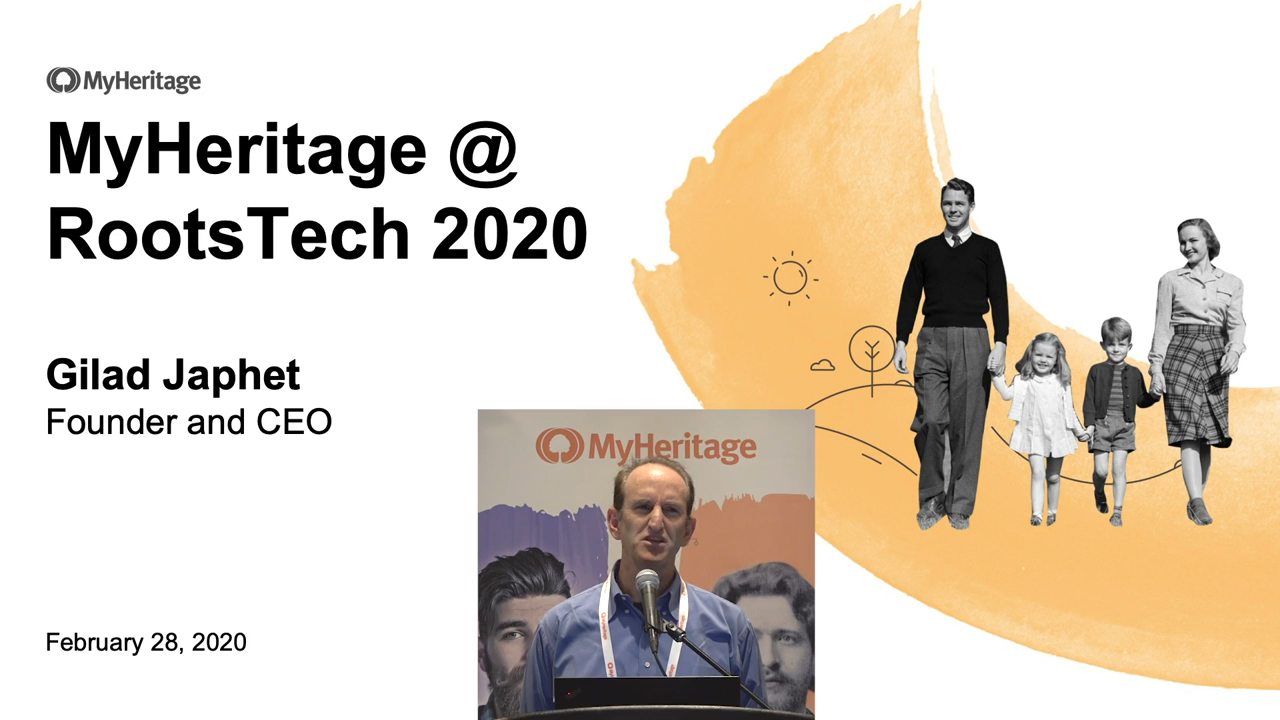 MyHeritage
MyHeritage @
RootsTech 2020
Gilad Japhet
Founder and CEO
MyHeritage
February 28, 2020